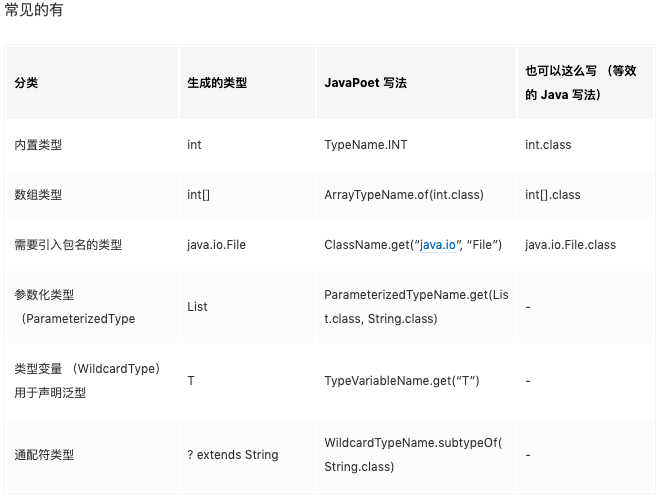 常见的有
分类 生成的类型 JavaPoet 写法 也可以这么写 （等效
的 Java 写法）
内置类型 int TypeName.INT int.class
数组类型 int[] ArrayTypeName.of(int.class) int[].class
需要引入包名的类型 java.io.File ClassName.get(“java.io”, “File”) java.io.File.class
参数化类型
（ParameterizedType List ParameterizedTypeName.get(Lis
t.class, String.class) -
类型变量 （WildcardType）
用于声明泛型 T TypeVariableName.get(“T”) -
通配符类型 ? extends String WildcardTypeName.subtypeOf(
String.class) -